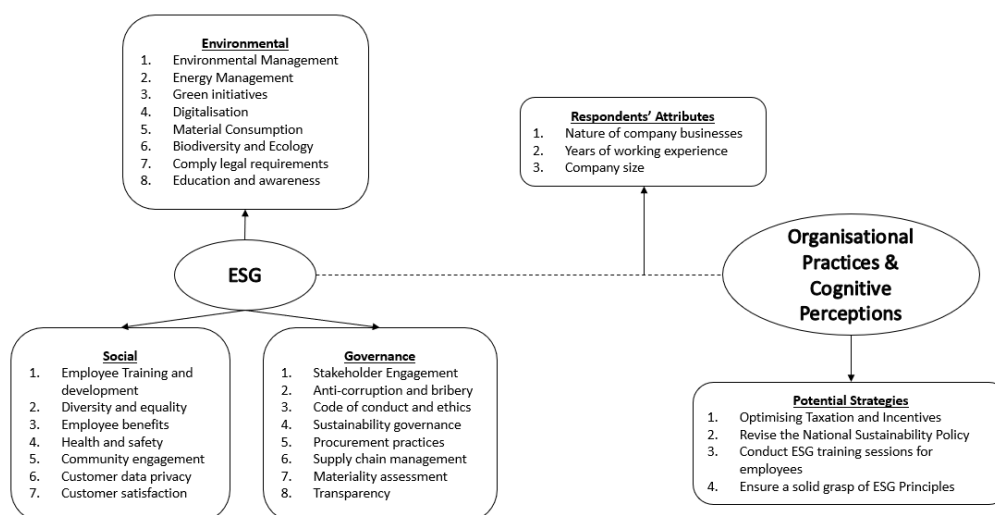 Environmental
1. Environmental Management
2. Energy Management
3. Green initiatives
4. Digitalisation
5. Material Consumption
6. Biodiversity and Ecology
7. Comply legal requirements
8. Education and awareness
Respondents' Attributes
1. Nature of company businesses
2. Years of working experience
3. Company size
ESG
Organisational
Practices &
Cognitive
Perceptions
Social
1. Employee Training and
development
2. Diversity and equality
3. Employee benefits
4. Health and safety
5. Community engagement
6. Customer data privacy
7. Customer satisfaction
Governance
1. Stakeholder Engagement
2. Anti-corruption and bribery
3. Code of conduct and ethics
4. Sustainability governance
5. Procurement practices
6. Supply chain management
7. Materiality assessment
8. Transparency
Potential Strategies
1. Optimising Taxation and Incentives
2. Revise the National Sustainability Policy
3. Conduct ESG training sessions for
employees
4. Ensure a solid grasp of ESG Principles